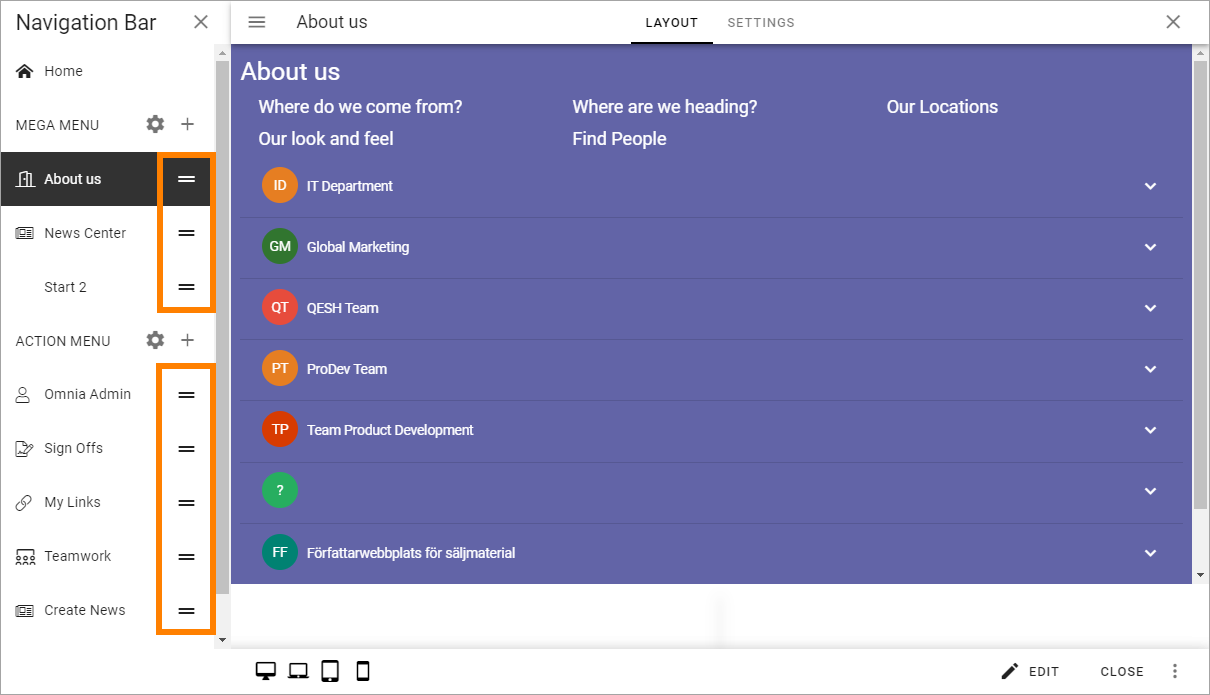 Navigation Bar
About us
LAYOUT
SETTINGS
Home
MEGA MENU
About us
News Center
Start 2
ACTION MENU
Omnia Admin
Sign Offs
My Links
Teamwork
Create News
About us
Where do we come from?
Where are we heading?
Our Locations
Our look and feel
Find People
ID IT Department
GM Global Marketing
QT QESH Team
PT ProDev Team
TP Team Product Development
?
FF Författarwebbplats för säljmaterial
EDIT
CLOSE